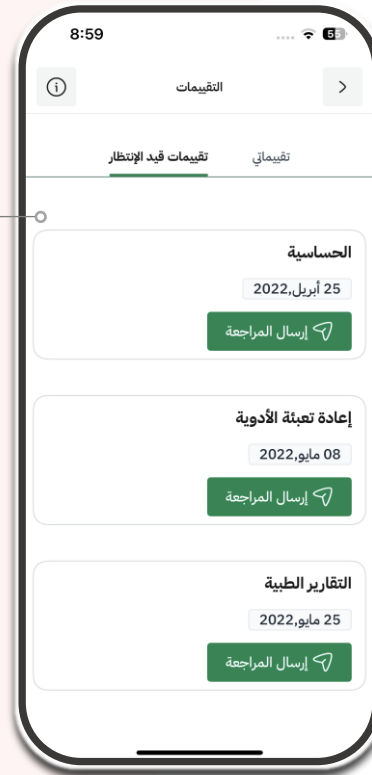 8:59
55
التقييمات
تقييماتي
تقييمات قيد الإنتظار
الحساسية
25 أبريل,2022
إرسال المراجعة
إعادة تعبئة الأدوية
08 مايو,2022
إرسال المراجعة
التقارير الطبية
25 مايو,2022
إرسال المراجعة